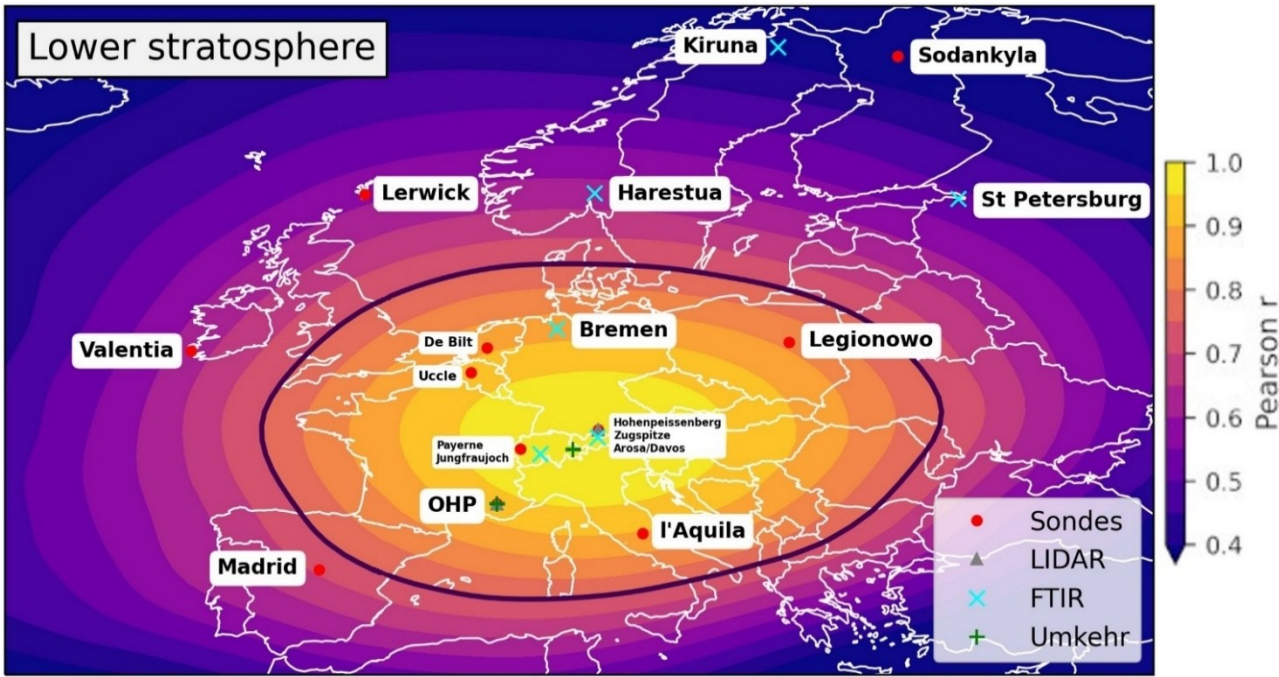 Lower stratosphere
Kiruna
Sodankyla
Lerwick
Harestua
St Petersburg
Valentia
De Bilt
Bremen
Legionowo
Uccle
Hohenpeissenberg
Zugspitze
Arosa/Davos
Payerne
Jungfraujoch
OHP
l'Aquila
Madrid
Sondes
LIDAR
FTIR
Umkehr
1.0
0.9
0.8
0.7
0.6
0.5
0.4
Pearson r